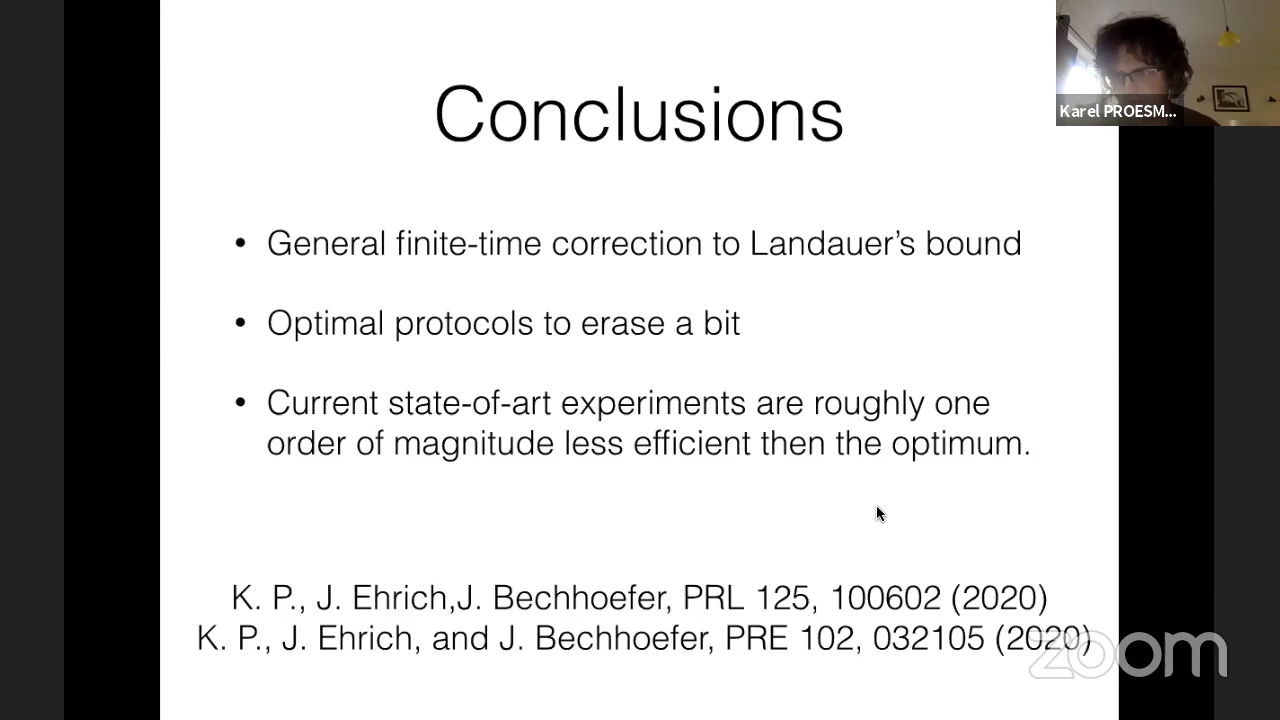 Conclusions
Karel PROESM...
• General finite-time correction to Landauer’s bound
• Optimal protocols to erase a bit
• Current state-of-art experiments are roughly one
order of magnitude less efficient then the optimum.
K. P., J. Ehrich,J. Bechhoefer, PRL 125, 100602 (2020)
K. P., J. Ehrich, and J. Bechhoefer, PRE 102, 032105 (2020)
zoom